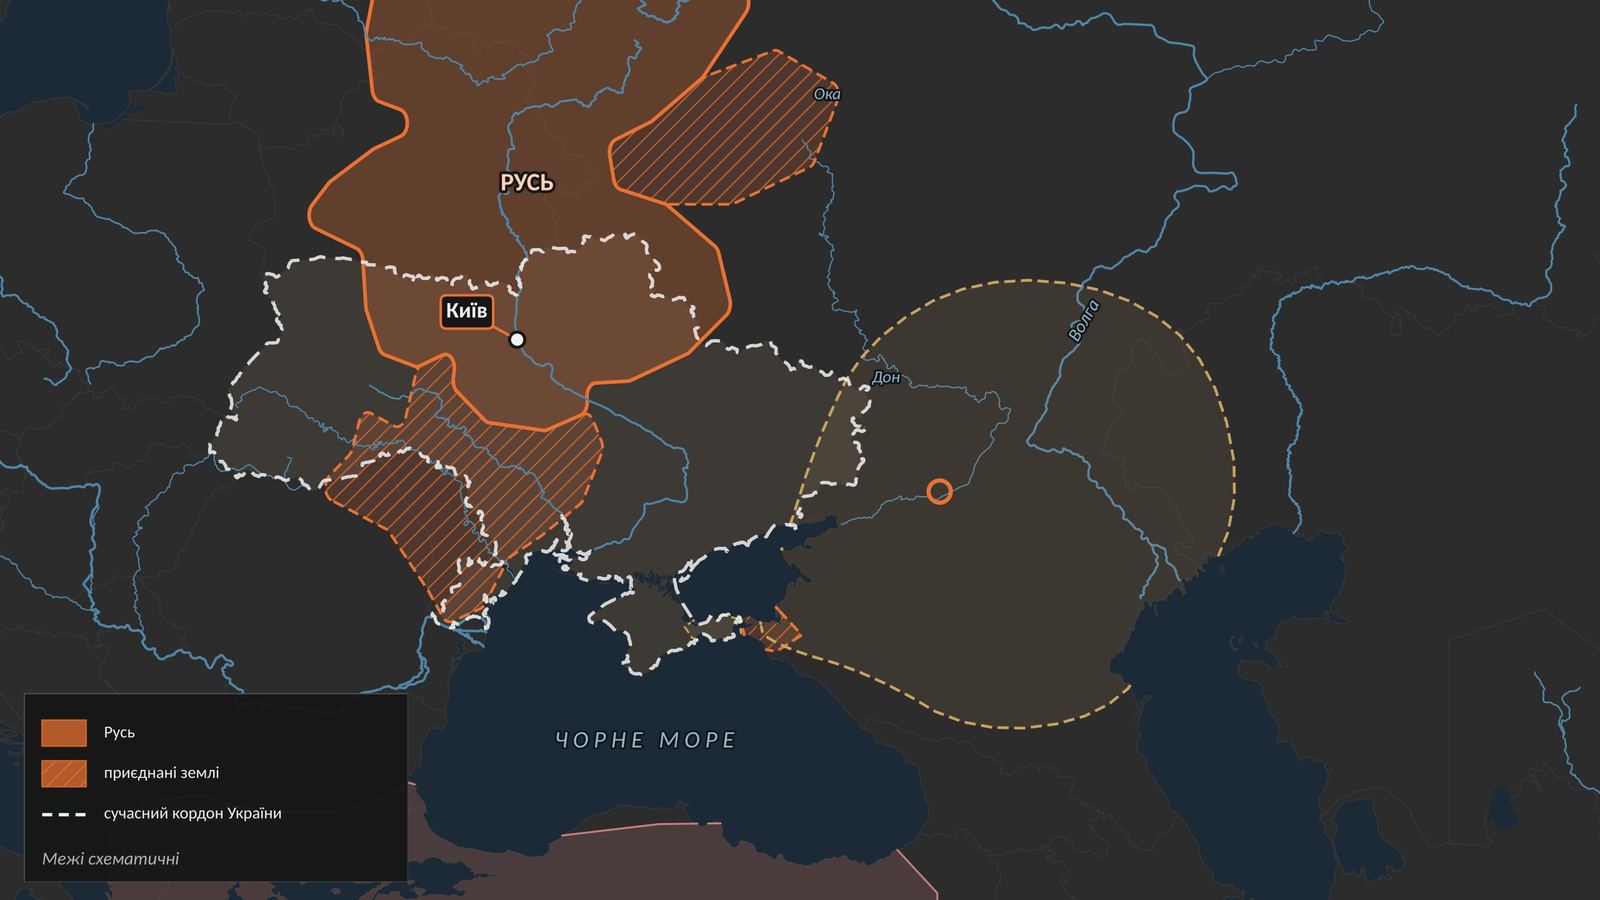 Ока
РУСЬ
Київ
Волга
Дон
ЧОРНЕ МОРЕ
Русь
приєднані землі
сучасний кордон України
Межі схематичні